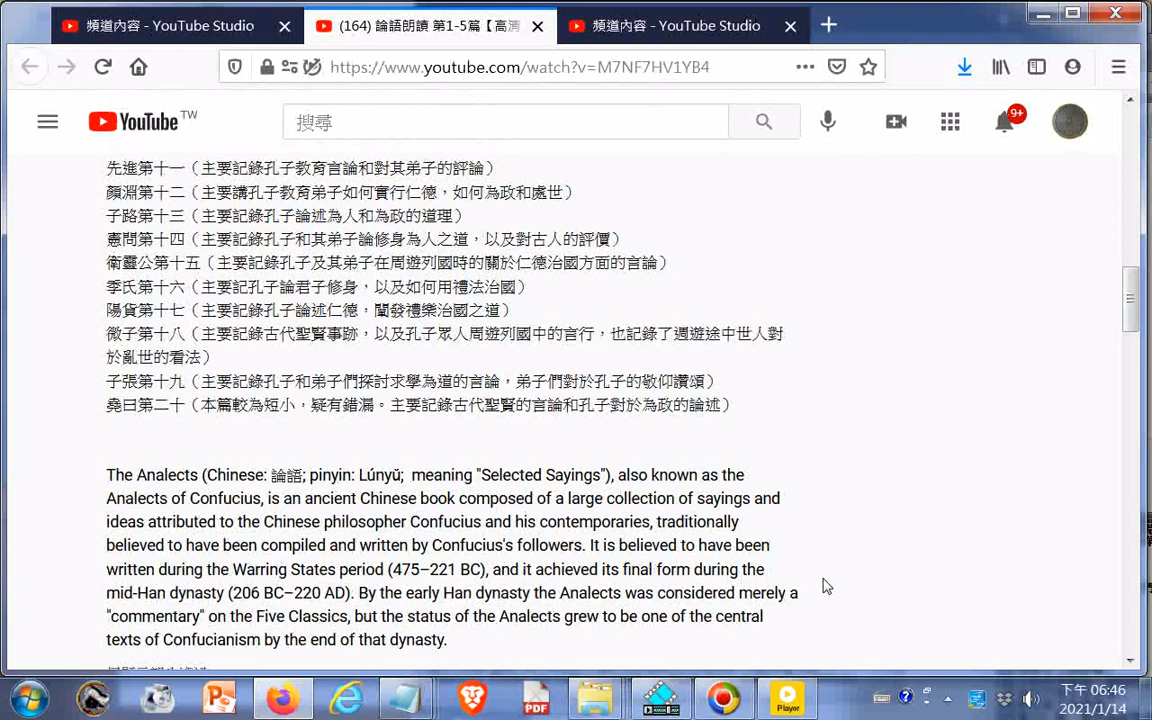 頻道內容 - YouTube Studio
(164) 論語朗讀 第1-5篇【高清
頻道內容 - YouTube Studio
https://www.youtube.com/watch?v=M7NF7HV1YB4
YouTube TW
搜尋
9+
先進第十一（主要記錄孔子教育言論和對其弟子的評論）
顏淵第十二（主要講孔子教育弟子如何實行仁德，如何為政和處世）
子路第十三（主要記錄孔子論述為人和為政的道理）
憲問第十四（主要記錄孔子和其弟子論修身為人之道，以及對古人的評價）
衛靈公第十五（主要記錄孔子及其弟子在周遊列國時的關於仁德治國方面的言論）
季氏第十六（主要記孔子論君子修身，以及如何用禮法治國）
陽貨第十七（主要記錄孔子論述仁德，闡發禮樂治國之道）
微子第十八（主要記錄古代聖賢事跡，以及孔子眾人周遊列國中的言行，也記錄了週遊途中世人對
於亂世的看法）
子張第十九（主要記錄孔子和弟子們探討求學為道的言論，弟子們對於孔子的敬仰讚頌）
堯曰第二十（本篇較為短小，疑有錯漏。主要記錄古代聖賢的言論和孔子對於為政的論述）
The Analects (Chinese: 論語; pinyin: Lúnyǔ;  meaning "Selected Sayings"), also known as the
Analects of Confucius, is an ancient Chinese book composed of a large collection of sayings and
ideas attributed to the Chinese philosopher Confucius and his contemporaries, traditionally
believed to have been compiled and written by Confucius's followers. It is believed to have been
written during the Warring States period (475–221 BC), and it achieved its final form during the
mid-Han dynasty (206 BC–220 AD). By the early Han dynasty the Analects was considered merely a
"commentary" on the Five Classics, but the status of the Analects grew to be one of the central
texts of Confucianism by the end of that dynasty.
PDF
Player
下午 06:46
2021/1/14